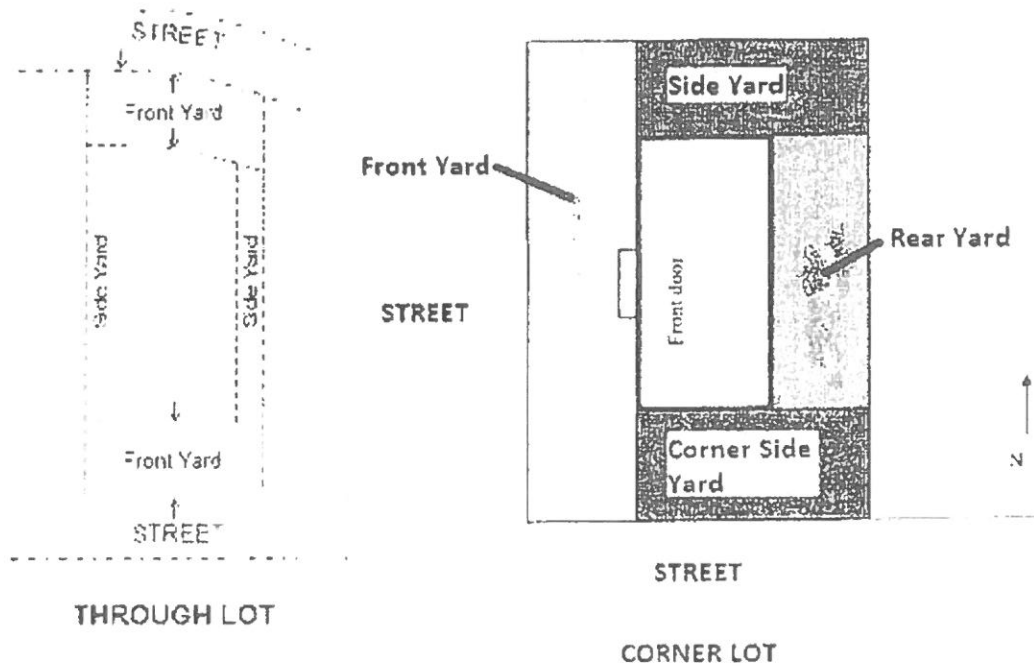 STREET
Front Yard
Side Yard
Side Yard
Front Yard
STREET
THROUGH LOT
Side Yard
Front Yard
Rear Yard
STREET
Front door
Corner Side
Yard
N
STREET
CORNER LOT